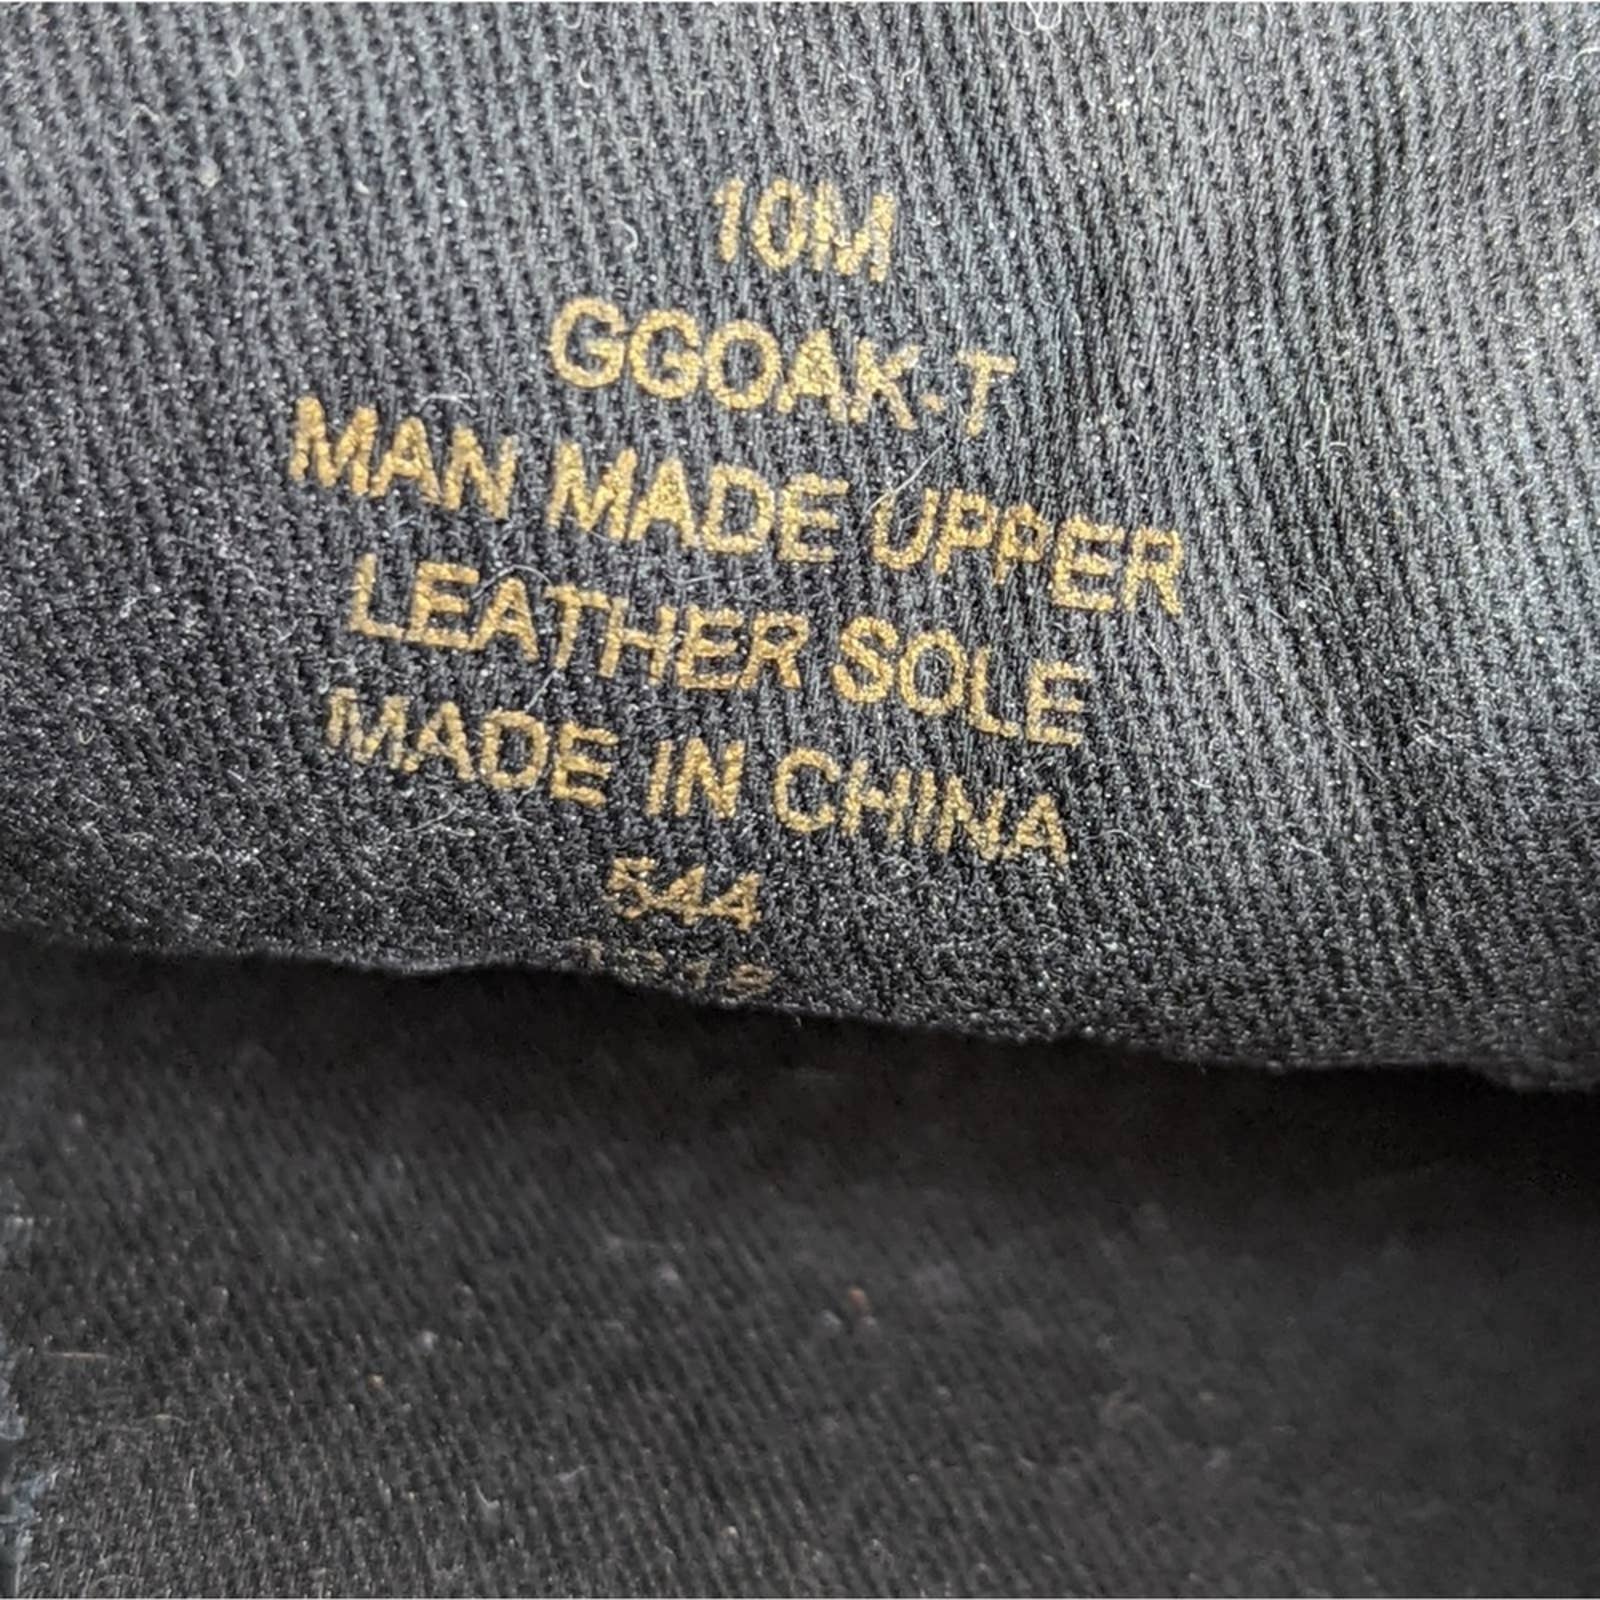 10M
GGOAK-T
MAN MADE UPPER
LEATHER SOLE
MADE IN CHINA
544